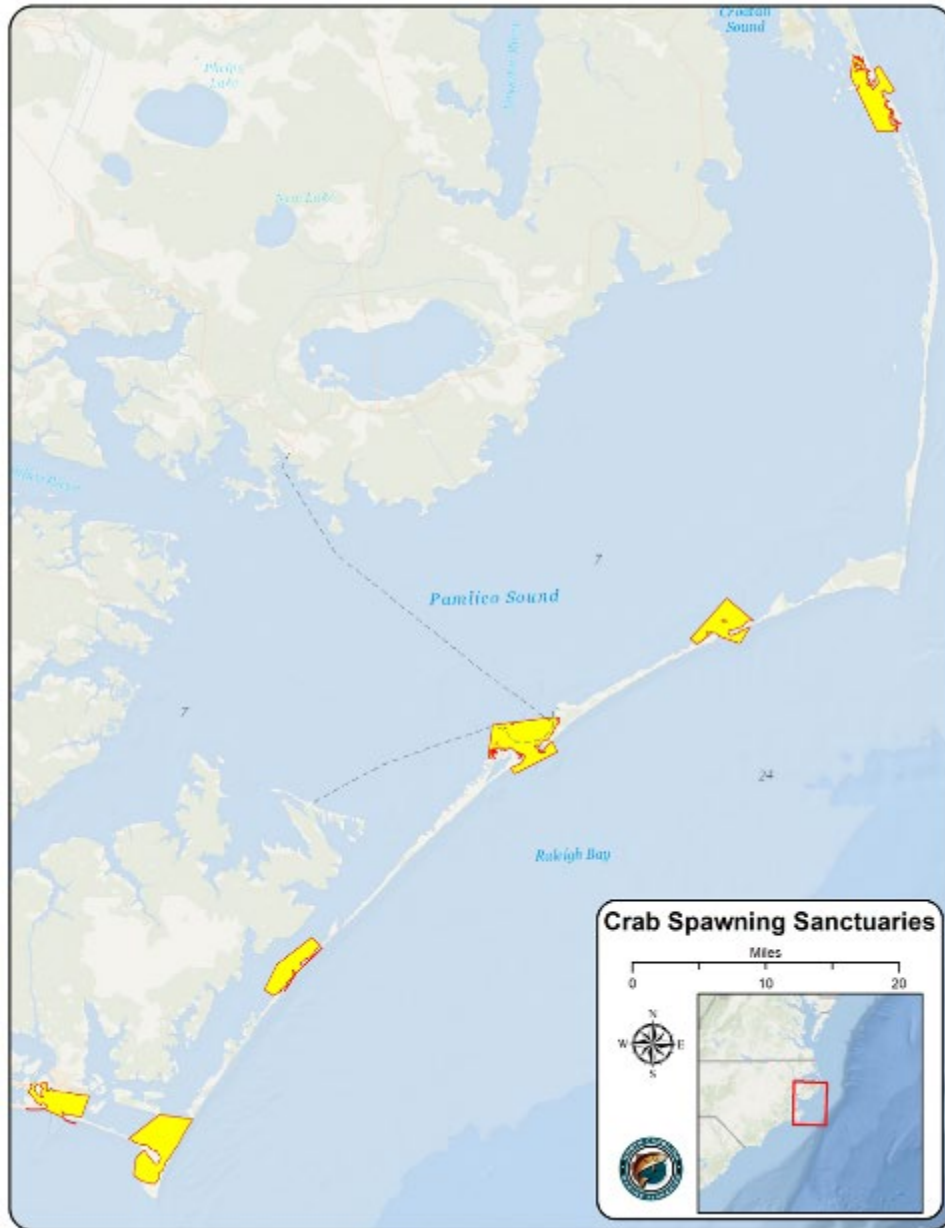 Croatan
Sound
Phelps
Lake
New Lake
7
Pamlico Sound
7
24
Raleigh Bay
Crab Spawning Sanctuaries
Miles
0
10
20
N
W
E
S